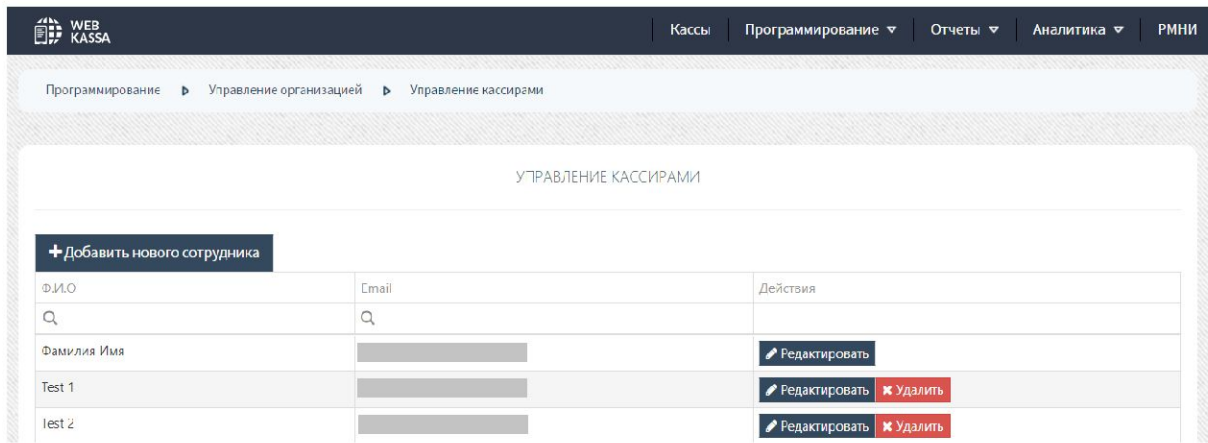 WEB
KASSA
Кассы Программирование Отчеты Аналитика РМНИ
Программирование Управление организацией Управление кассирами
УПРАВЛЕНИЕ КАССИРАМИ
Добавить нового сотрудника
Ф.И.О Email Действия
Фамилия Имя Редактировать
Test 1 Редактировать Удалить
Test 2 Редактировать Удалить